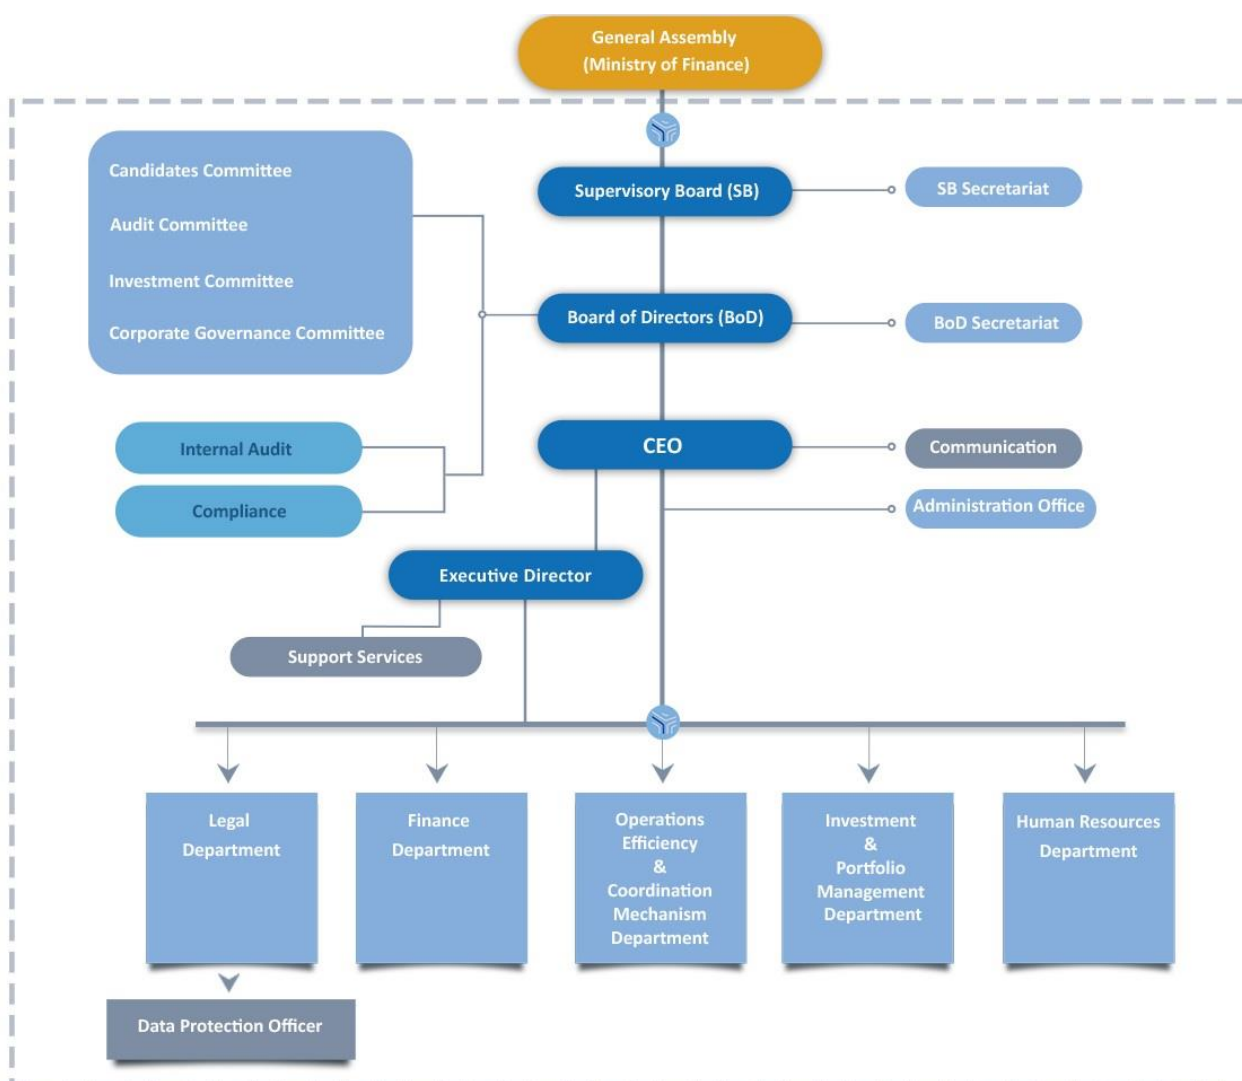 General Assembly
(Ministry of Finance)
Candidates Committee
Audit Committee
Investment Committee
Corporate Governance Committee
Supervisory Board (SB)
SB Secretariat
Board of Directors (BoD)
BoD Secretariat
Internal Audit
Compliance
CEO
Communication
Administration Office
Executive Director
Support Services
Legal
Department
Finance
Department
Operations
Efficiency
&
Coordination
Mechanism
Department
Investment
&
Portfolio
Management
Department
Human Resources
Department
Data Protection Officer